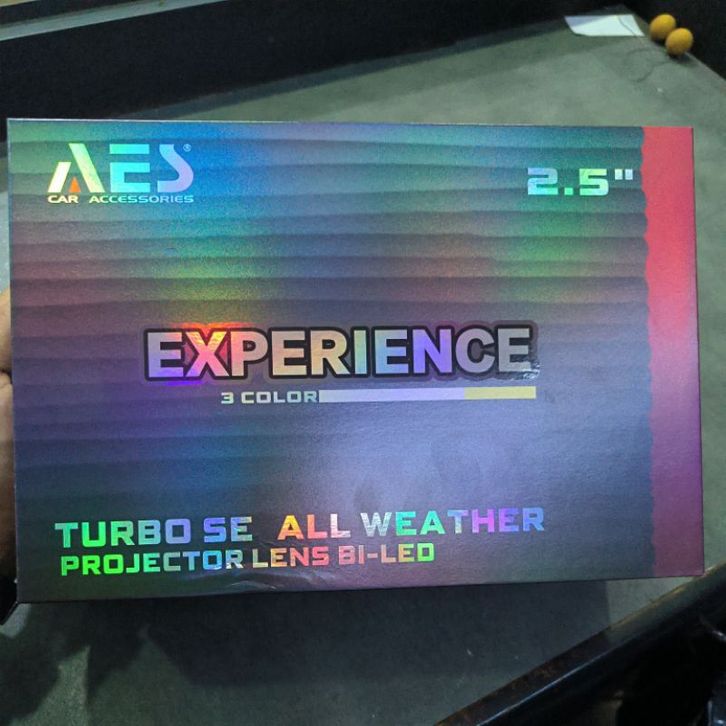 AES®
CAR ACCESSORIES
2.5"
EXPERIENCE
3 COLOR
TURBO SE ALL WEATHER
PROJECTOR LENS BI-LED